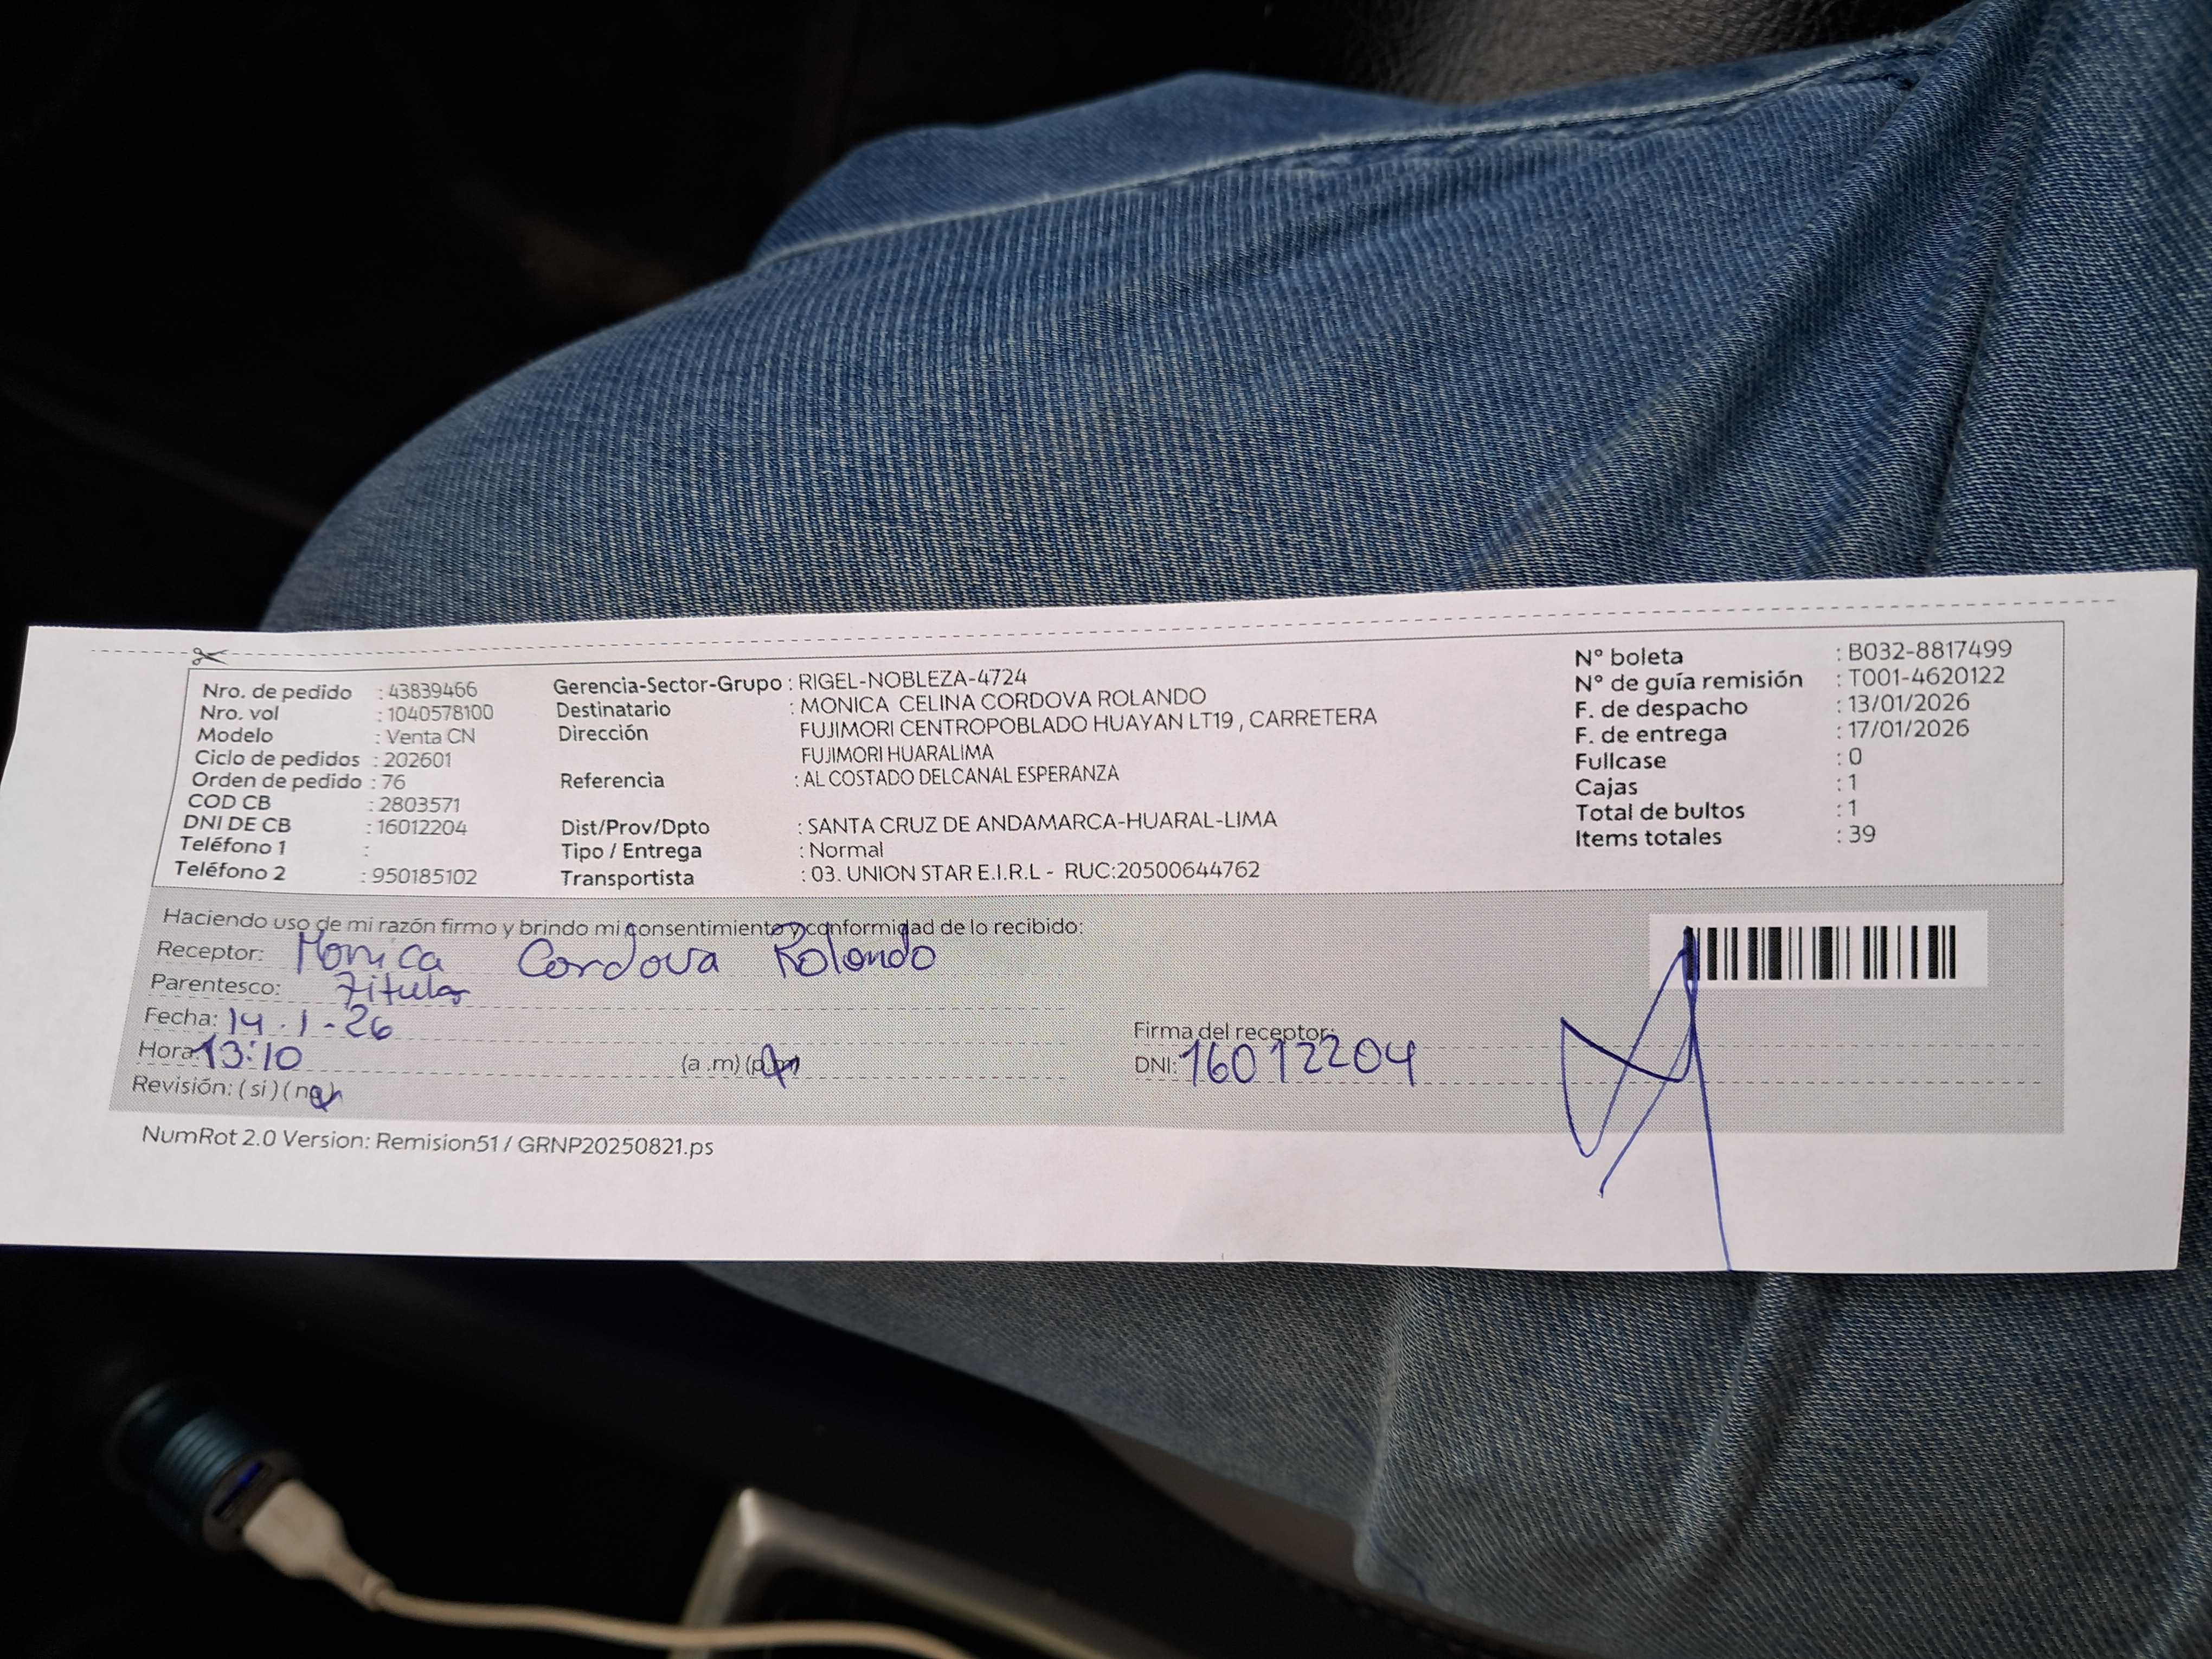 Nro. de pedido : 43839466
Nro. vol : 1040578100
Modelo : Venta CN
Ciclo de pedidos : 202601
Orden de pedido : 76
COD CB : 2803571
DNI DE CB : 16012204
Teléfono 1 :
Teléfono 2 : 950185102
Gerencia-Sector-Grupo : RIGEL-NOBLEZA-4724
Destinatario : MONICA CELINA CORDOVA ROLANDO
Dirección FUJIMORI CENTROPOBLADO HUAYAN LT19 , CARRETERA
FUJIMORI HUARALIMA
Referencia : AL COSTADO DELCANAL ESPERANZA
Dist/Prov/Dpto : SANTA CRUZ DE ANDAMARCA-HUARAL-LIMA
Tipo / Entrega : Normal
Transportista : 03. UNION STAR E.I.R.L - RUC:20500644762
N° boleta : B032-8817499
N° de guía remisión : T001-4620122
F. de despacho : 13/01/2026
F. de entrega : 17/01/2026
Fullcase : 0
Cajas : 1
Total de bultos : 1
Items totales : 39
Haciendo uso de mi razón firmo y brindo mi consentimiento y conformidad de lo recibido:
Receptor: Monica Cordova Rolando
Parentesco: Titular
Fecha: 14.1-26
Hora: 13:10 (a .m) (p.m)
Revisión: ( si ) ( no )
Firma del receptor:
DNI: 16012204
NumRot 2.0 Version: Remision51 / GRNP20250821.ps